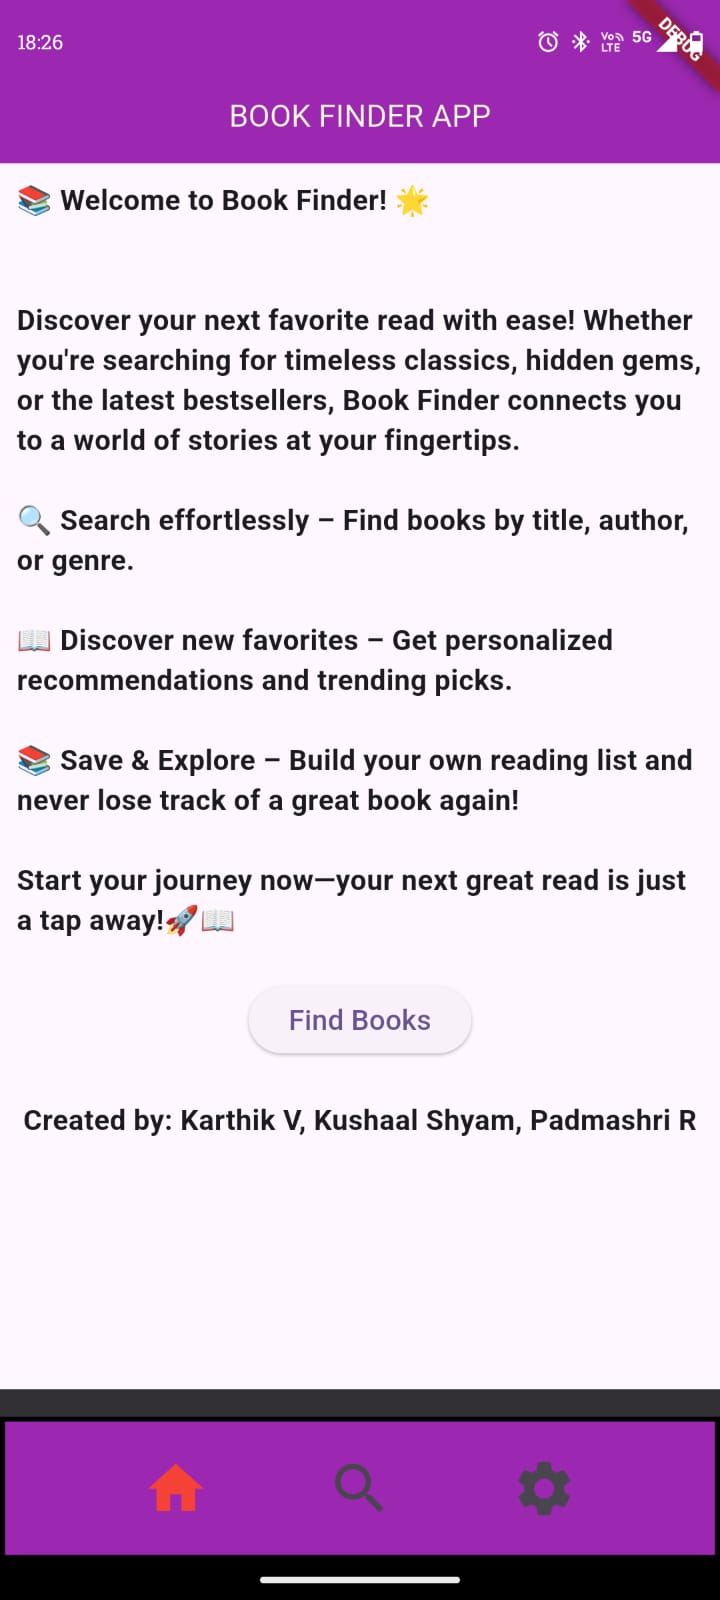 18:26
Vo
LTE
5G
DEBUG
BOOK FINDER APP
📚 Welcome to Book Finder! 🌟
Discover your next favorite read with ease! Whether
you're searching for timeless classics, hidden gems,
or the latest bestsellers, Book Finder connects you
to a world of stories at your fingertips.
🔍 Search effortlessly – Find books by title, author,
or genre.
📖 Discover new favorites – Get personalized
recommendations and trending picks.
📚 Save & Explore – Build your own reading list and
never lose track of a great book again!
Start your journey now—your next great read is just
a tap away!🚀📖
Find Books
Created by: Karthik V, Kushaal Shyam, Padmashri R